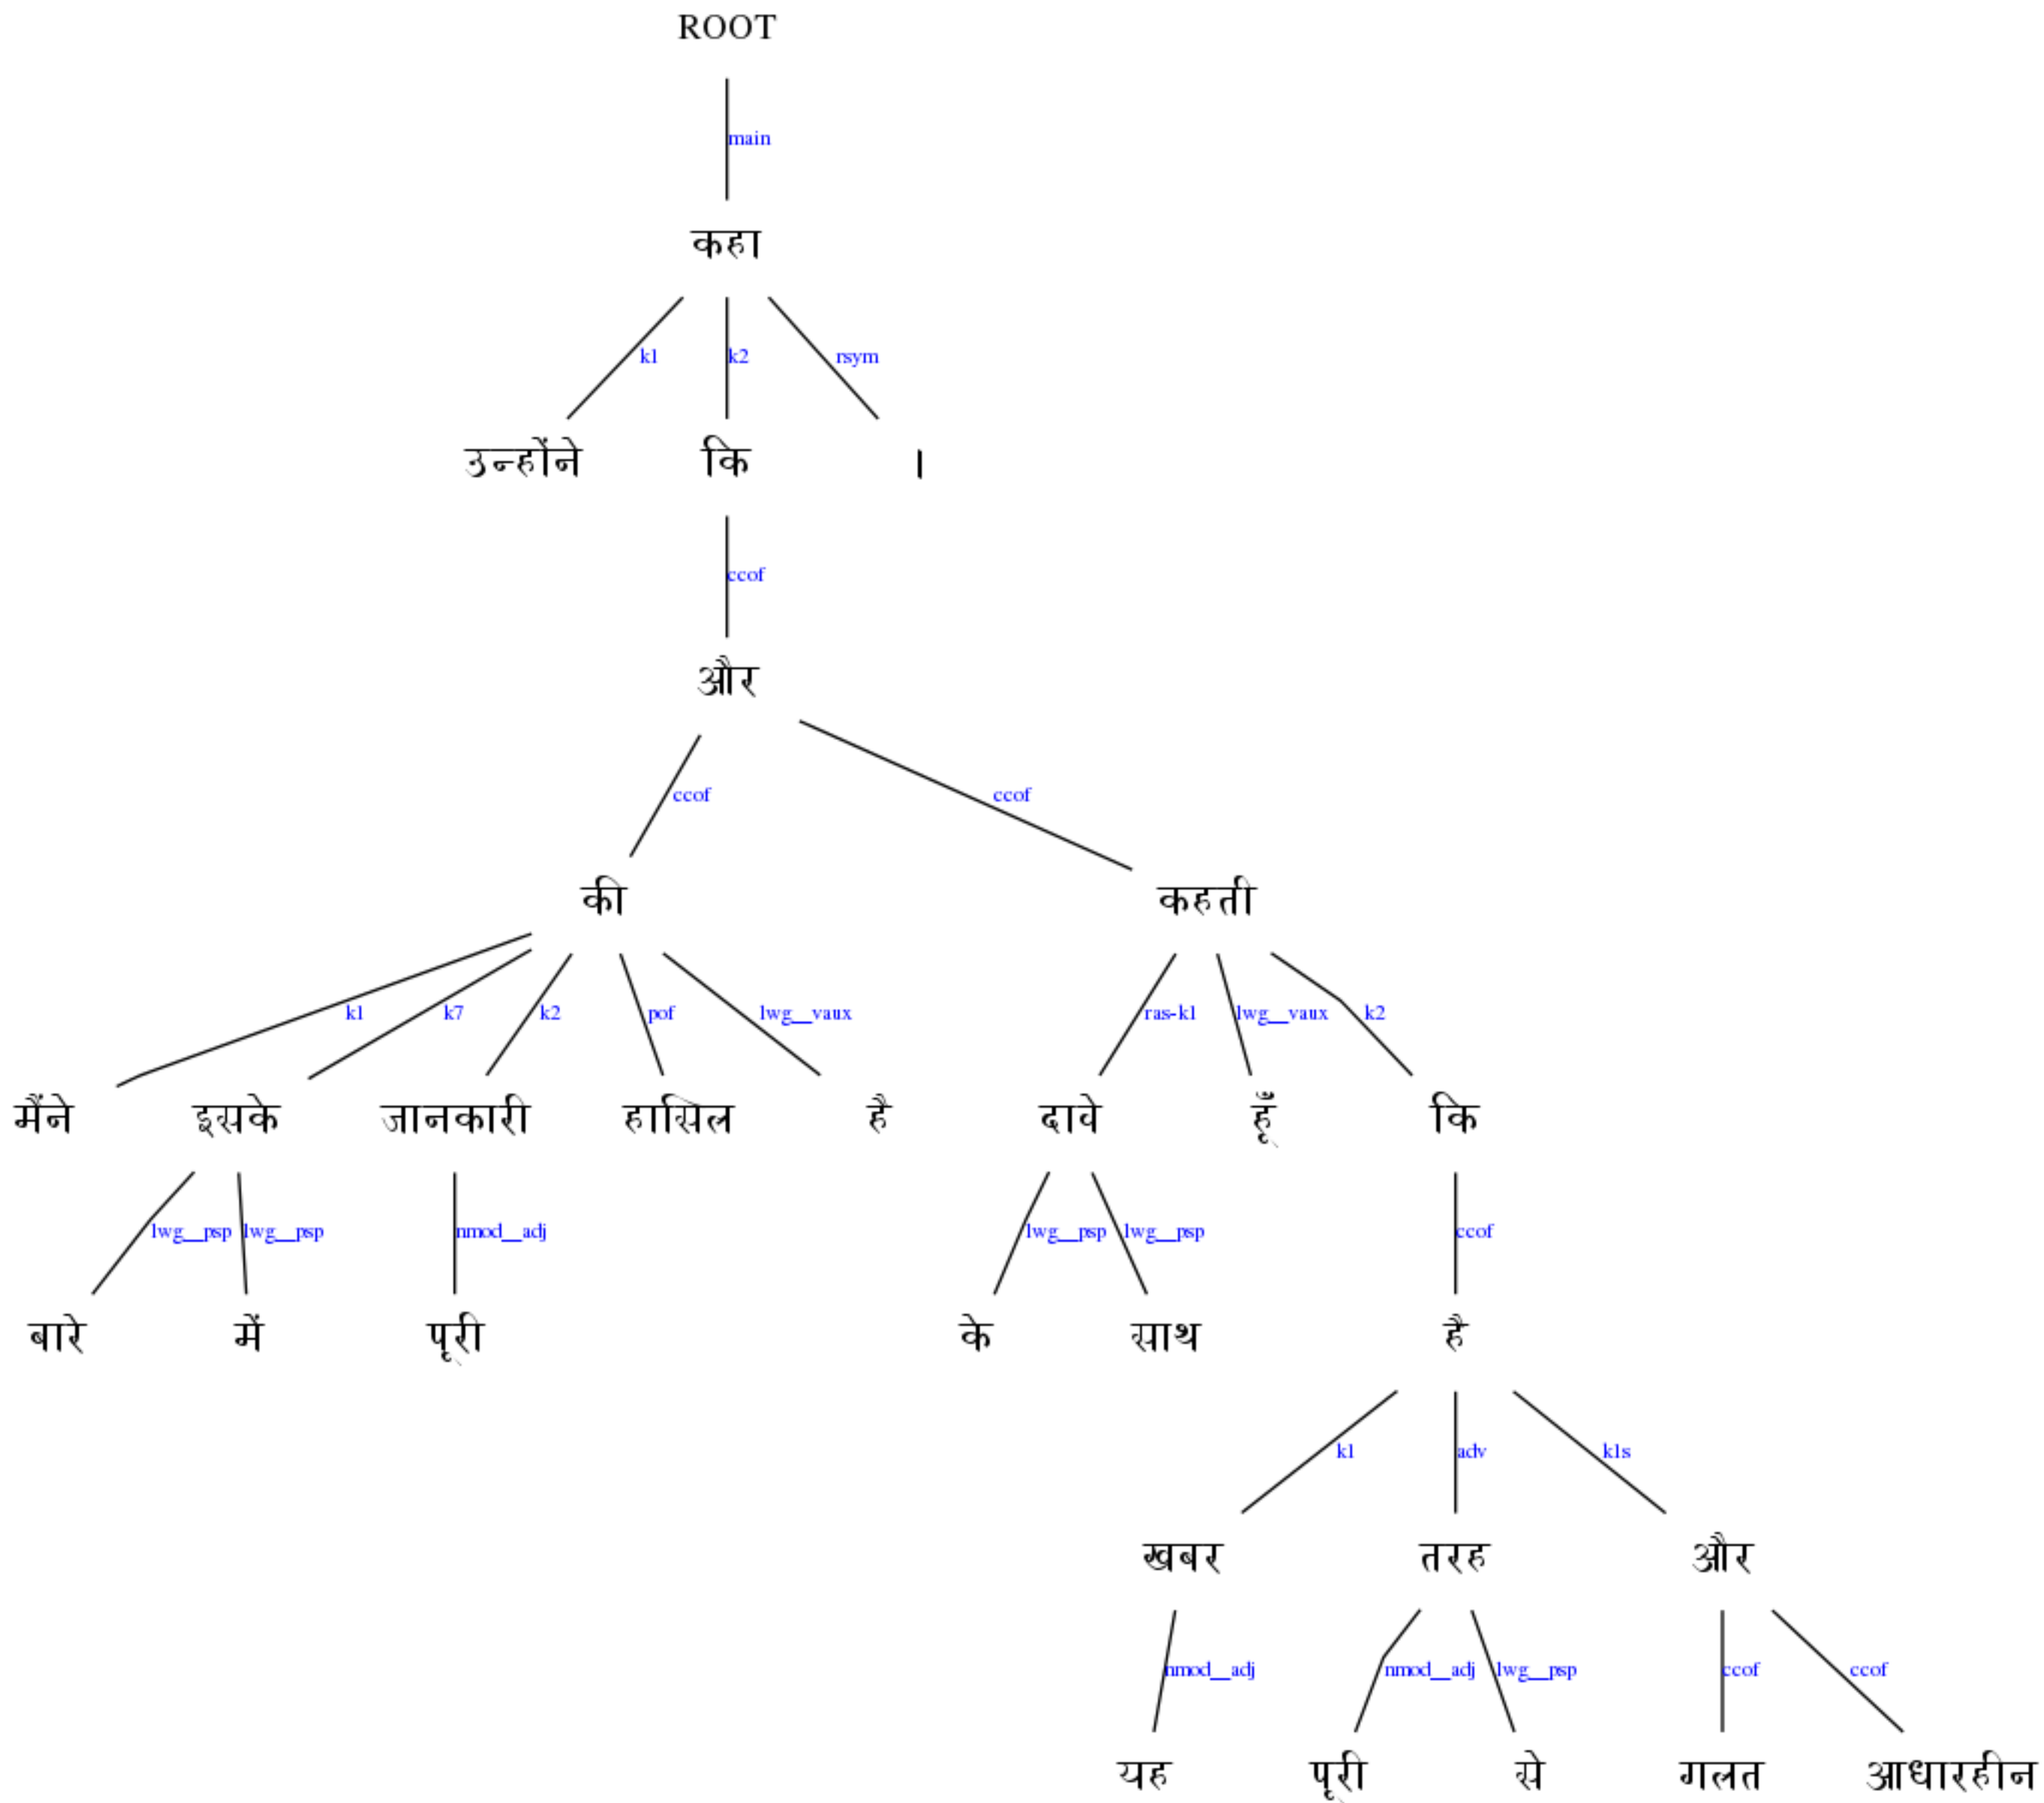 ROOT
main
कहा
k1 k2 rsym
उन्होंने कि ।
ccof
और
ccof ccof
की कहती
k1 k7 k2 pof lwg__vaux ras-k1 lwg__vaux k2
मैंने इसके जानकारी हासिल है दावे हूँ कि
lwg__psp lwg__psp nmod__adj lwg__psp lwg__psp ccof
बारे में पूरी के साथ है
k1 adv k1s
खबर तरह और
nmod__adj nmod__adj lwg__psp ccof ccof
यह पूरी से गलत आधारहीन